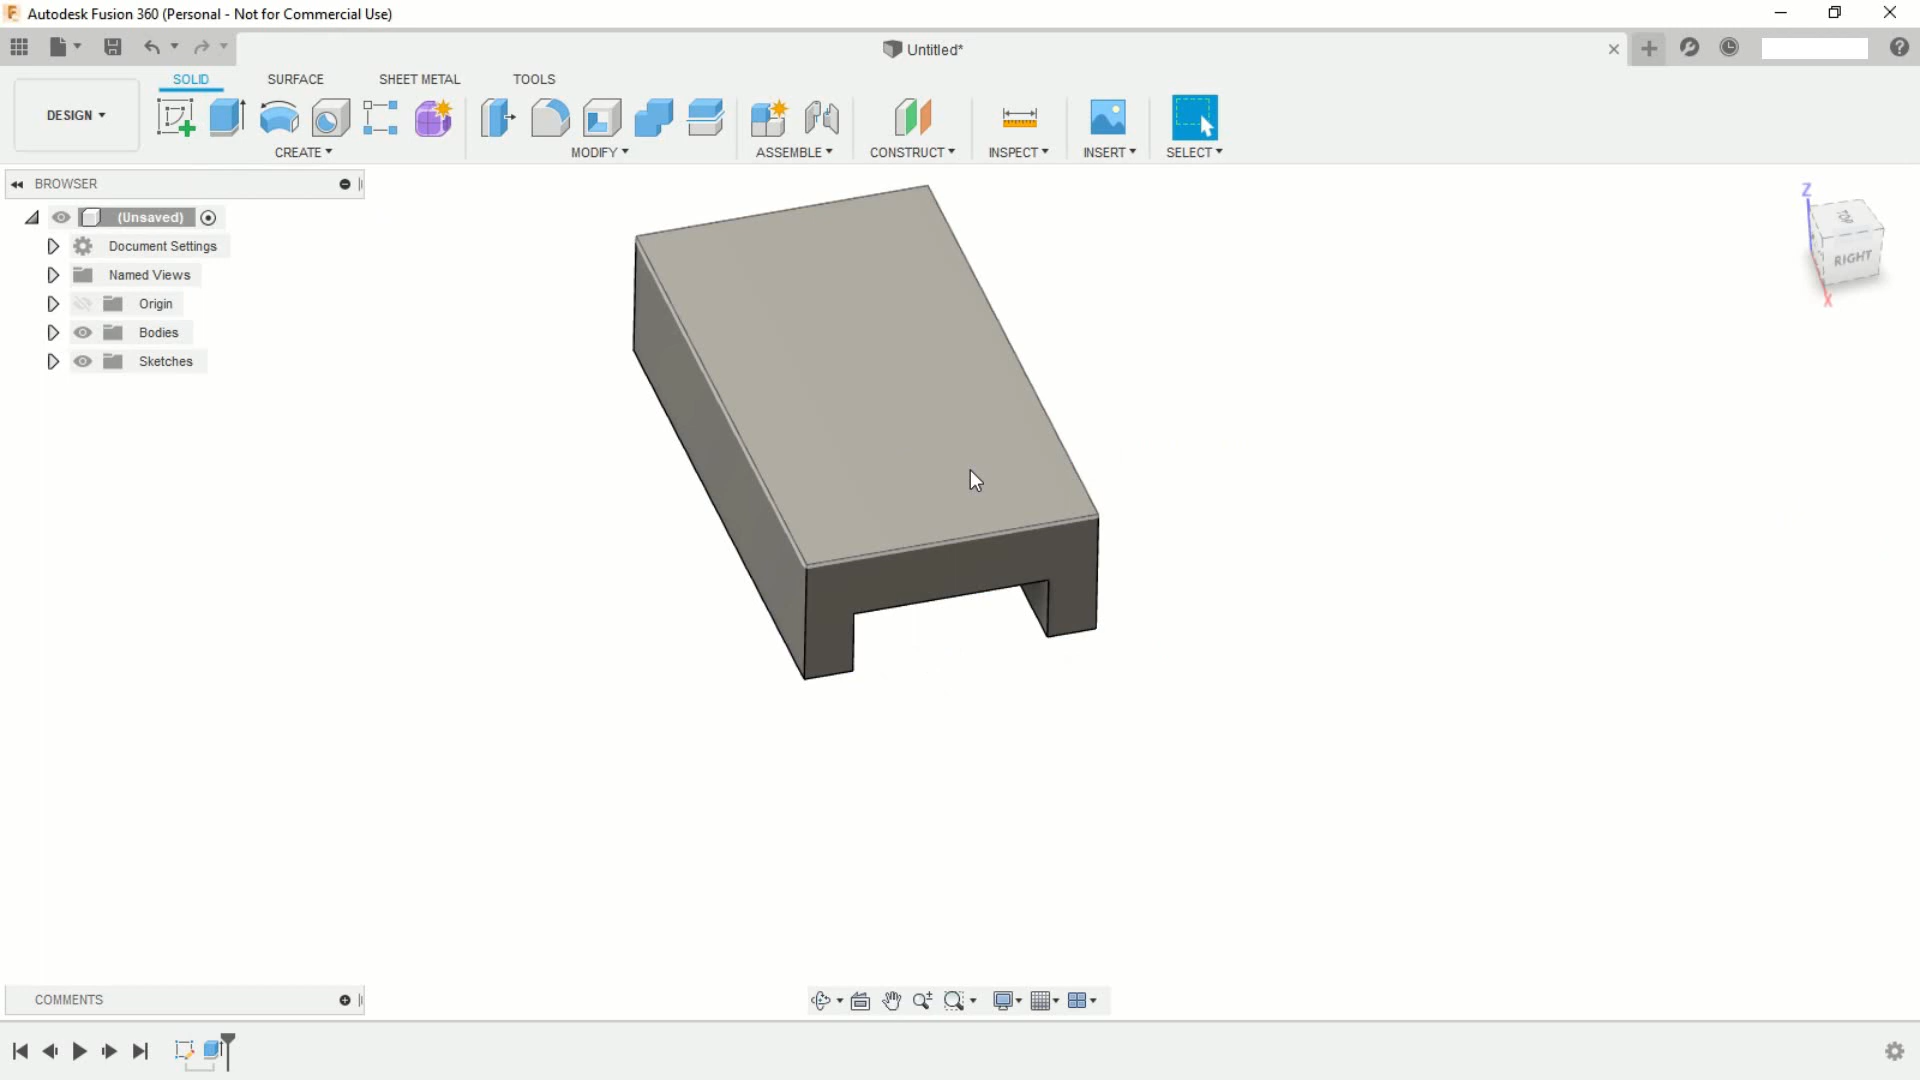 Autodesk Fusion 360 (Personal - Not for Commercial Use)
Untitled*
SOLID SURFACE SHEET METAL TOOLS
DESIGN
CREATE MODIFY ASSEMBLE CONSTRUCT INSPECT INSERT SELECT
BROWSER
(Unsaved)
Document Settings
Named Views
Origin
Bodies
Sketches
Z
TOP
RIGHT
X
COMMENTS